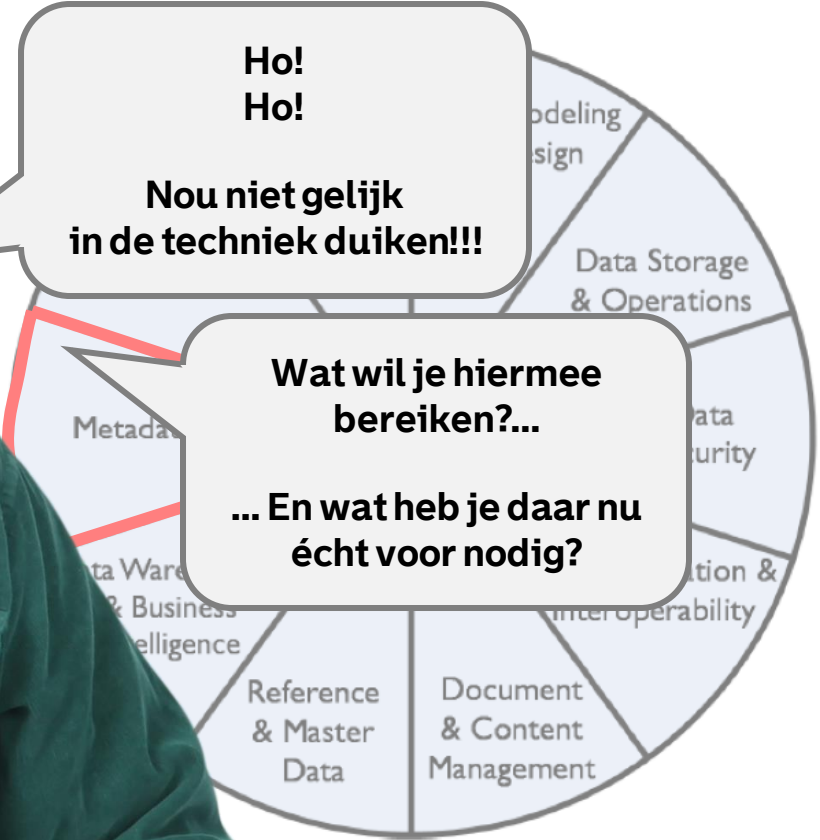 Ho!
Ho!
Nou niet gelijk
in de techniek duiken!!!
Data Storage
& Operations
Wat wil je hiermee
bereiken?...
... En wat heb je daar nu
écht voor nodig?
& Business
Reference
& Master
Data
Document
& Content
Management